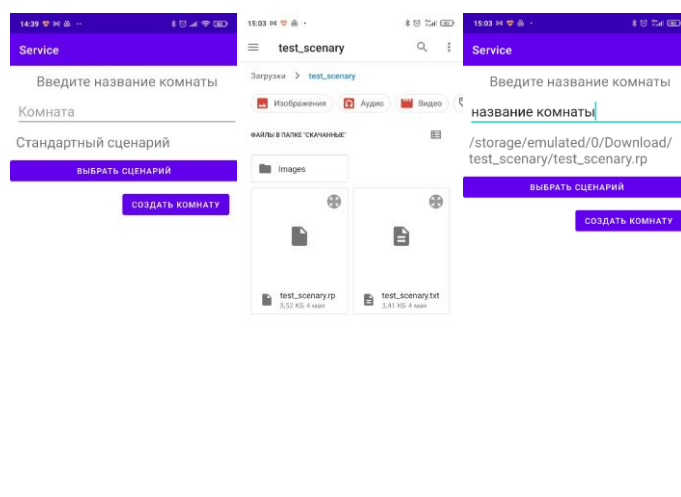 14:39
Service
Введите название комнаты
Комната
Стандартный сценарий
ВЫБРАТЬ СЦЕНАРИЙ
СОЗДАТЬ КОМНАТУ
15:03
test_scenary
Загрузки > test_scenary
Изображения
Аудио
Видео
ФАЙЛЫ В ПАПКЕ "СКАЧАННЫЕ"
Images
test_scenary.rp
3,52 КБ 4 мая
test_scenary.txt
3,41 КБ 4 мая
15:03
Service
Введите название комнаты
название комнаты
/storage/emulated/0/Download/
test_scenary/test_scenary.rp
ВЫБРАТЬ СЦЕНАРИЙ
СОЗДАТЬ КОМНАТУ